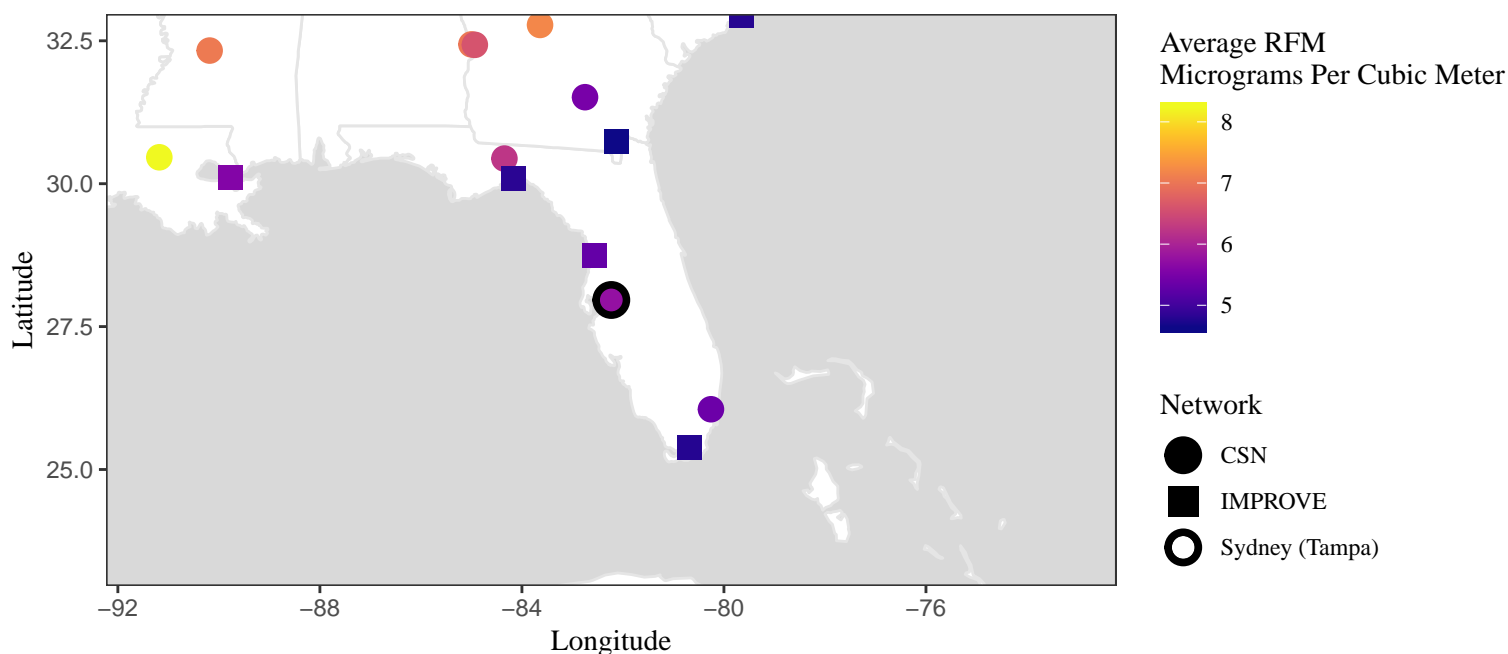 32.5
30.0
27.5
25.0
Latitude
−92
−88
−84
−80
−76
Longitude
Average RFM
Micrograms Per Cubic Meter
8
7
6
5
Network
CSN
IMPROVE
Sydney (Tampa)